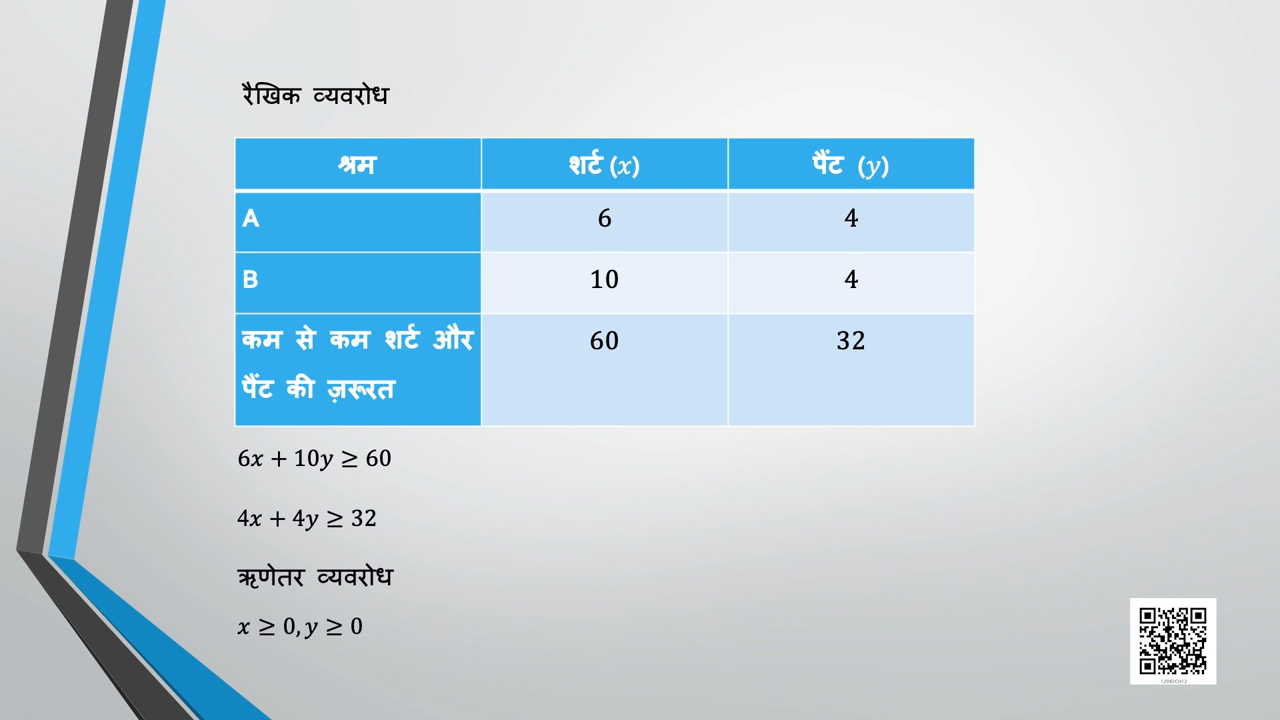 रैखिक व्यवरोध
श्रम शर्ट (x) पैंट (y)
A 6 4
B 10 4
कम से कम शर्ट और 60 32
पैंट की ज़रूरत
6x + 10y ≥ 60
4x + 4y ≥ 32
ऋणेतर व्यवरोध
x ≥ 0, y ≥ 0
12082CH12